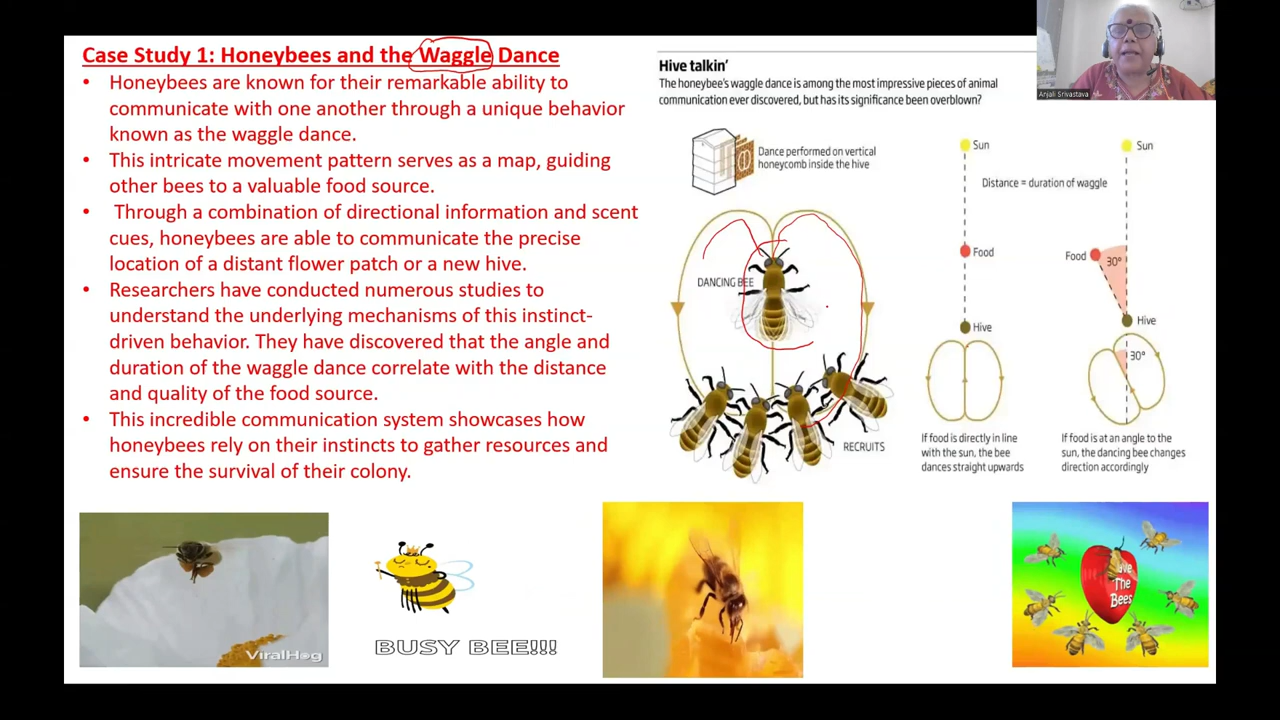 Case Study 1: Honeybees and the Waggle Dance
• Honeybees are known for their remarkable ability to
communicate with one another through a unique behavior
known as the waggle dance.
• This intricate movement pattern serves as a map, guiding
other bees to a valuable food source.
• Through a combination of directional information and scent
cues, honeybees are able to communicate the precise
location of a distant flower patch or a new hive.
• Researchers have conducted numerous studies to
understand the underlying mechanisms of this instinct-
driven behavior. They have discovered that the angle and
duration of the waggle dance correlate with the distance
and quality of the food source.
• This incredible communication system showcases how
honeybees rely on their instincts to gather resources and
ensure the survival of their colony.
Hive talkin'
The honeybee's waggle dance is among the most impressive pieces of animal
communication ever discovered, but has its significance been overblown?
Dance performed on vertical
honeycomb inside the hive
DANCING BEE
RECRUITS
Sun
Distance = duration of waggle
Food
Hive
If food is directly in line
with the sun, the bee
dances straight upwards
Sun
Food
30°
Hive
30°
If food is at an angle to the
sun, the dancing bee changes
direction accordingly
Anjali Srivastava
ViralHog
BUSY BEE!!!
The
Bees